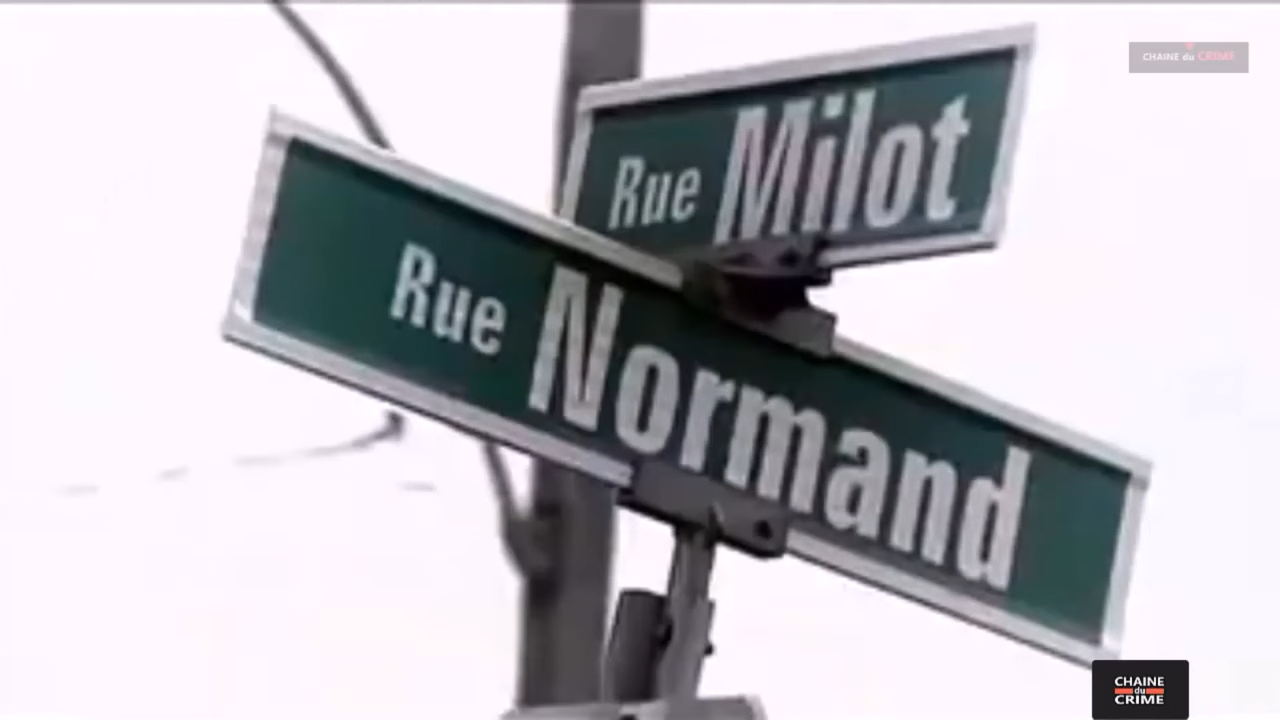 CHAINE du CRIME
Rue Milot
Rue Normand
CHAINE
du
CRIME